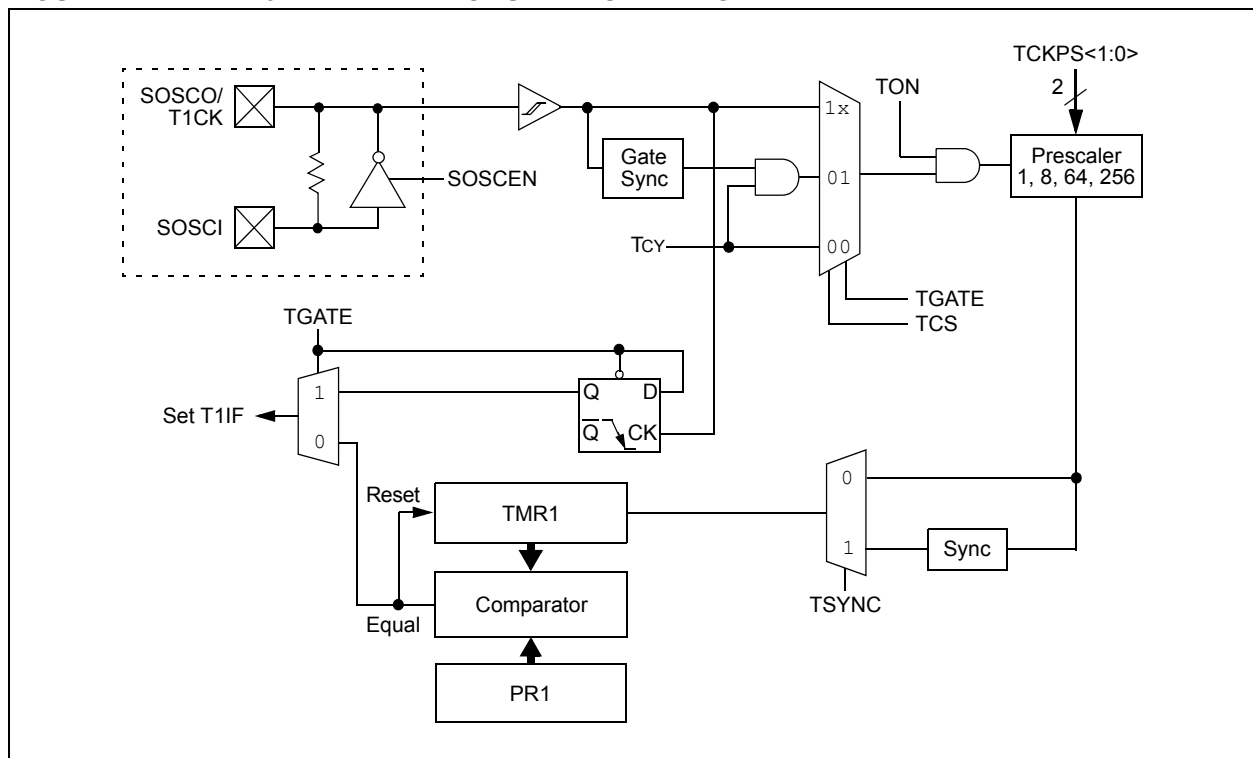 TCKPS<1:0>
2
TON
SOSCO/
T1CK
1x
Gate
Sync
Prescaler
1, 8, 64, 256
SOSCEN
01
SOSCI
TCY
00
TGATE
TCS
TGATE
1
Q
D
Set T1IF
Q
CK
0
Reset
TMR1
0
1
Sync
Comparator
TSYNC
Equal
PR1